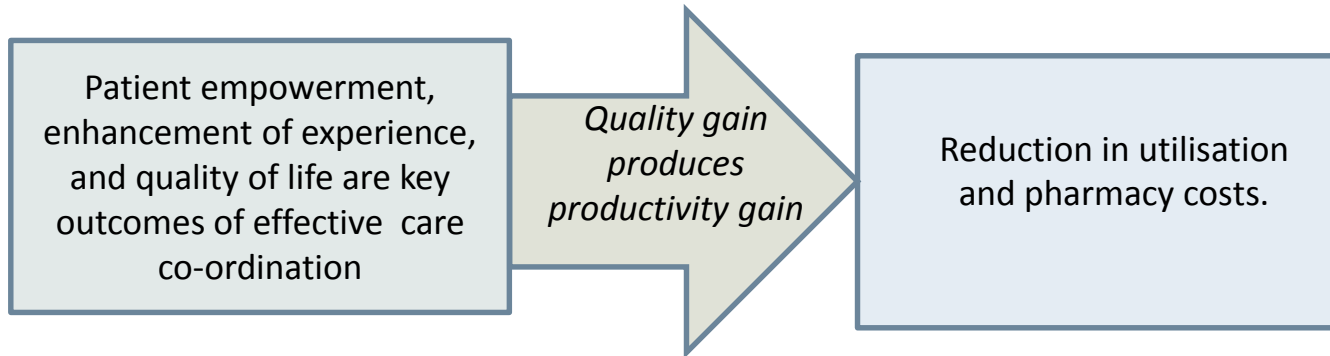 Patient empowerment,
enhancement of experience,
and quality of life are key
outcomes of effective  care
co-ordination
Quality gain
produces
productivity gain
Reduction in utilisation
and pharmacy costs.